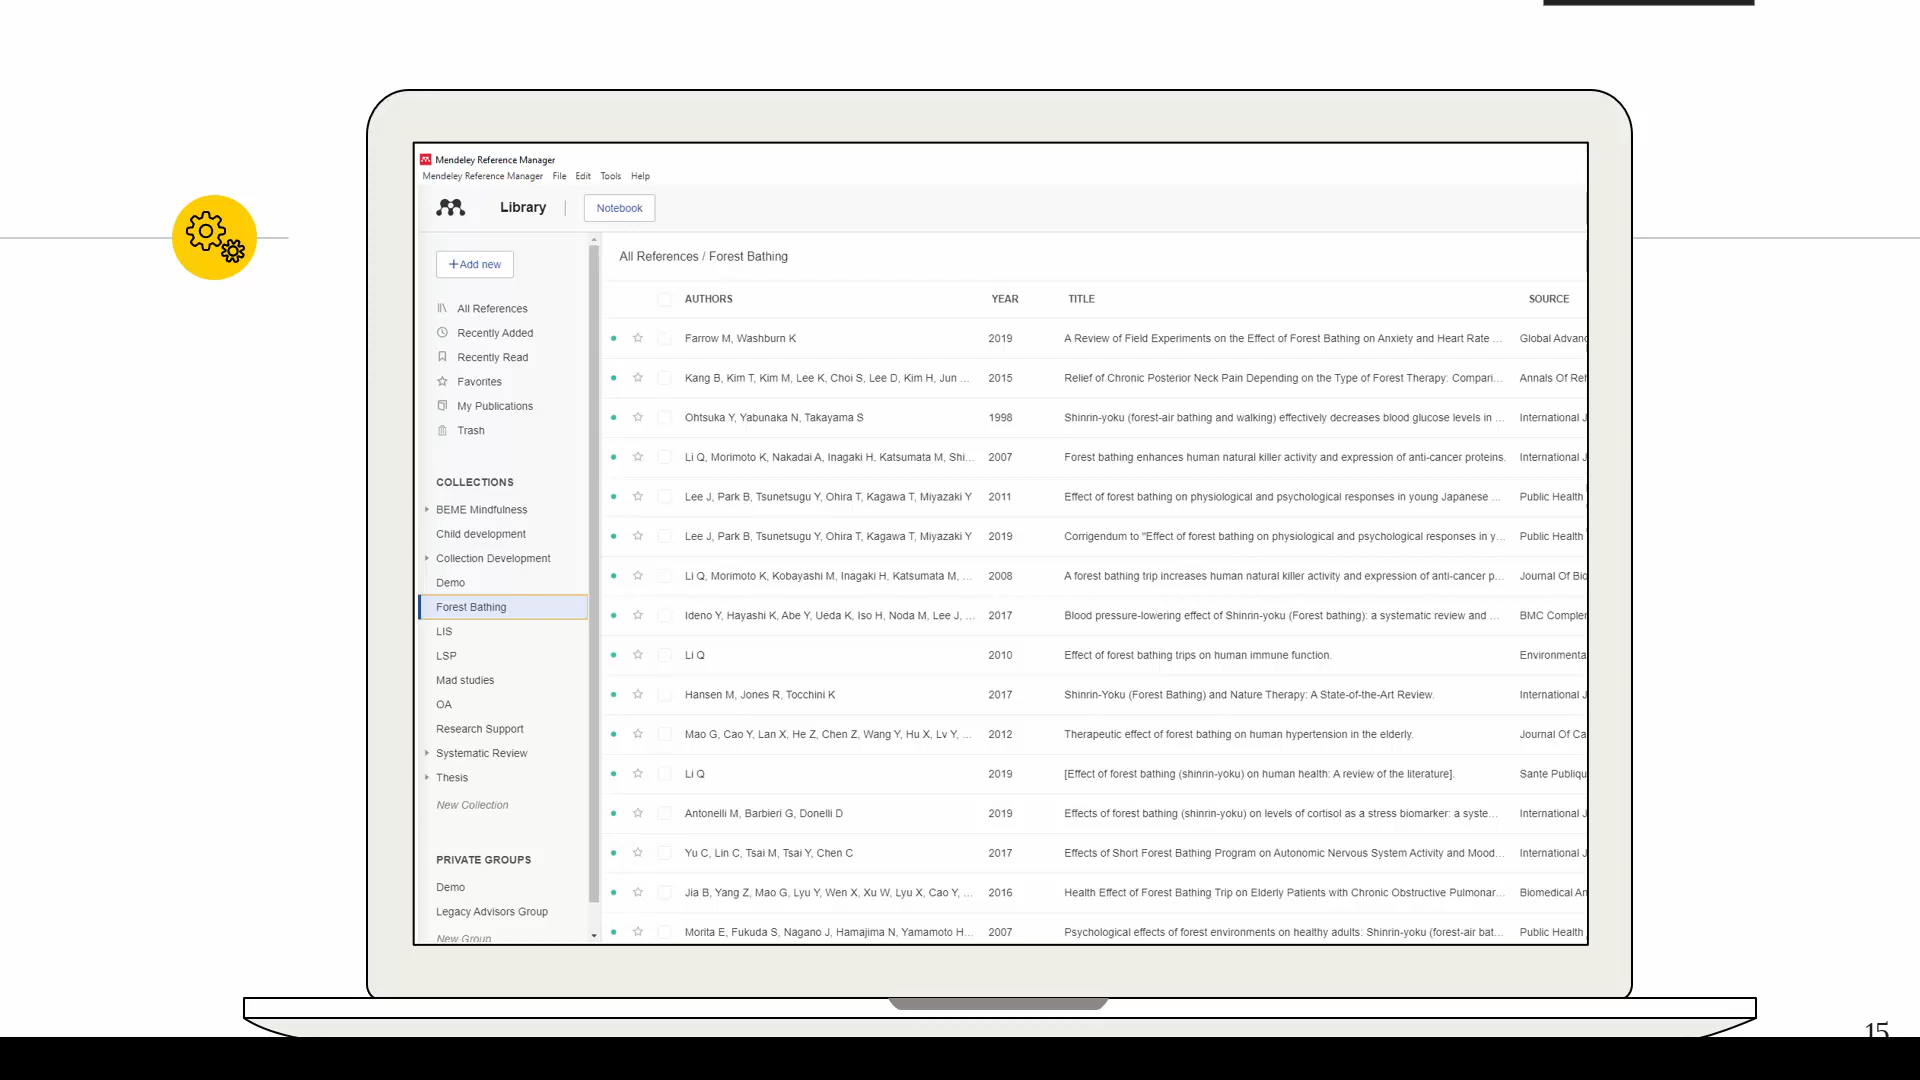 Mendeley Reference Manager
Mendeley Reference Manager File Edit Tools Help
Library Notebook
+Add new
All References
Recently Added
Recently Read
Favorites
My Publications
Trash
COLLECTIONS
BEME Mindfulness
Child development
Collection Development
Demo
Forest Bathing
LIS
LSP
Mad studies
OA
Research Support
Systematic Review
Thesis
New Collection
PRIVATE GROUPS
Demo
Legacy Advisors Group
New Group
All References / Forest Bathing
AUTHORS YEAR TITLE SOURCE
Farrow M, Washburn K 2019 A Review of Field Experiments on the Effect of Forest Bathing on Anxiety and Heart Rate ... Global Advanc
Kang B, Kim T, Kim M, Lee K, Choi S, Lee D, Kim H, Jun ... 2015 Relief of Chronic Posterior Neck Pain Depending on the Type of Forest Therapy: Compari... Annals Of Reh
Ohtsuka Y, Yabunaka N, Takayama S 1998 Shinrin-yoku (forest-air bathing and walking) effectively decreases blood glucose levels in ... International J
Li Q, Morimoto K, Nakadai A, Inagaki H, Katsumata M, Shi... 2007 Forest bathing enhances human natural killer activity and expression of anti-cancer proteins. International J
Lee J, Park B, Tsunetsugu Y, Ohira T, Kagawa T, Miyazaki Y 2011 Effect of forest bathing on physiological and psychological responses in young Japanese ... Public Health
Lee J, Park B, Tsunetsugu Y, Ohira T, Kagawa T, Miyazaki Y 2019 Corrigendum to "Effect of forest bathing on physiological and psychological responses in y... Public Health
Li Q, Morimoto K, Kobayashi M, Inagaki H, Katsumata M, ... 2008 A forest bathing trip increases human natural killer activity and expression of anti-cancer p... Journal Of Bio
Ideno Y, Hayashi K, Abe Y, Ueda K, Iso H, Noda M, Lee J, ... 2017 Blood pressure-lowering effect of Shinrin-yoku (Forest bathing): a systematic review and ... BMC Complem
Li Q 2010 Effect of forest bathing trips on human immune function. Environmental
Hansen M, Jones R, Tocchini K 2017 Shinrin-Yoku (Forest Bathing) and Nature Therapy: A State-of-the-Art Review. International J
Mao G, Cao Y, Lan X, He Z, Chen Z, Wang Y, Hu X, Lv Y, ... 2012 Therapeutic effect of forest bathing on human hypertension in the elderly. Journal Of Ca
Li Q 2019 [Effect of forest bathing (shinrin-yoku) on human health: A review of the literature]. Sante Publiqu
Antonelli M, Barbieri G, Donelli D 2019 Effects of forest bathing (shinrin-yoku) on levels of cortisol as a stress biomarker: a syste... International J
Yu C, Lin C, Tsai M, Tsai Y, Chen C 2017 Effects of Short Forest Bathing Program on Autonomic Nervous System Activity and Mood... International J
Jia B, Yang Z, Mao G, Lyu Y, Wen X, Xu W, Lyu X, Cao Y, ... 2016 Health Effect of Forest Bathing Trip on Elderly Patients with Chronic Obstructive Pulmonar... Biomedical An
Morita E, Fukuda S, Nagano J, Hamajima N, Yamamoto H... 2007 Psychological effects of forest environments on healthy adults: Shinrin-yoku (forest-air bat... Public Health
15